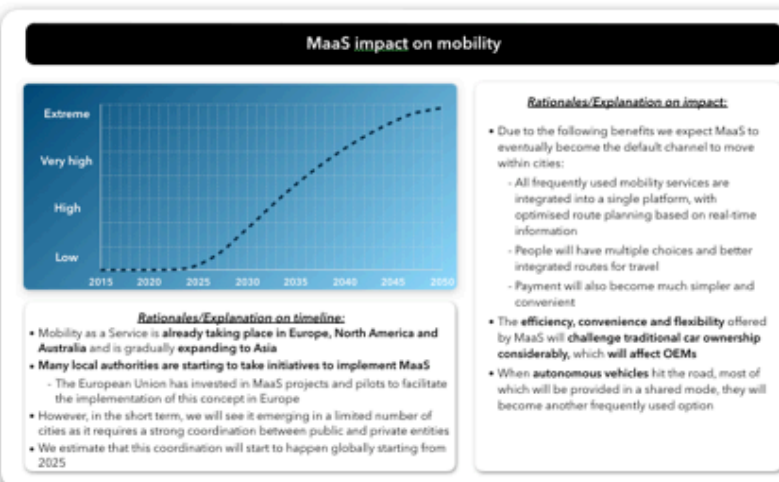 MaaS impact on mobility
Extreme
Very high
High
Low
2015 2020 2025 2030 2035 2040 2045 2050
Rationales/Explanation on timeline:
• Mobility as a Service is already taking place in Europe, North America and
Australia and is gradually expanding to Asia
• Many local authorities are starting to take initiatives to implement MaaS
- The European Union has invested in MaaS projects and pilots to facilitate
the implementation of this concept in Europe
• However, in the short term, we will see it emerging in a limited number of
cities as it requires a strong coordination between public and private entities
• We estimate that this coordination will start to happen globally starting from
2025
Rationales/Explanation on impact:
• Due to the following benefits we expect MaaS to
eventually become the default channel to move
within cities:
- All frequently used mobility services are
integrated into a single platform, with
optimised route planning based on real-time
information
- People will have multiple choices and better
integrated routes for travel
- Payment will also become much simpler and
convenient
• The efficiency, convenience and flexibility offered
by MaaS will challenge traditional car ownership
considerably, which will affect OEMs
• When autonomous vehicles hit the road, most of
which will be provided in a shared mode, they will
become another frequently used option